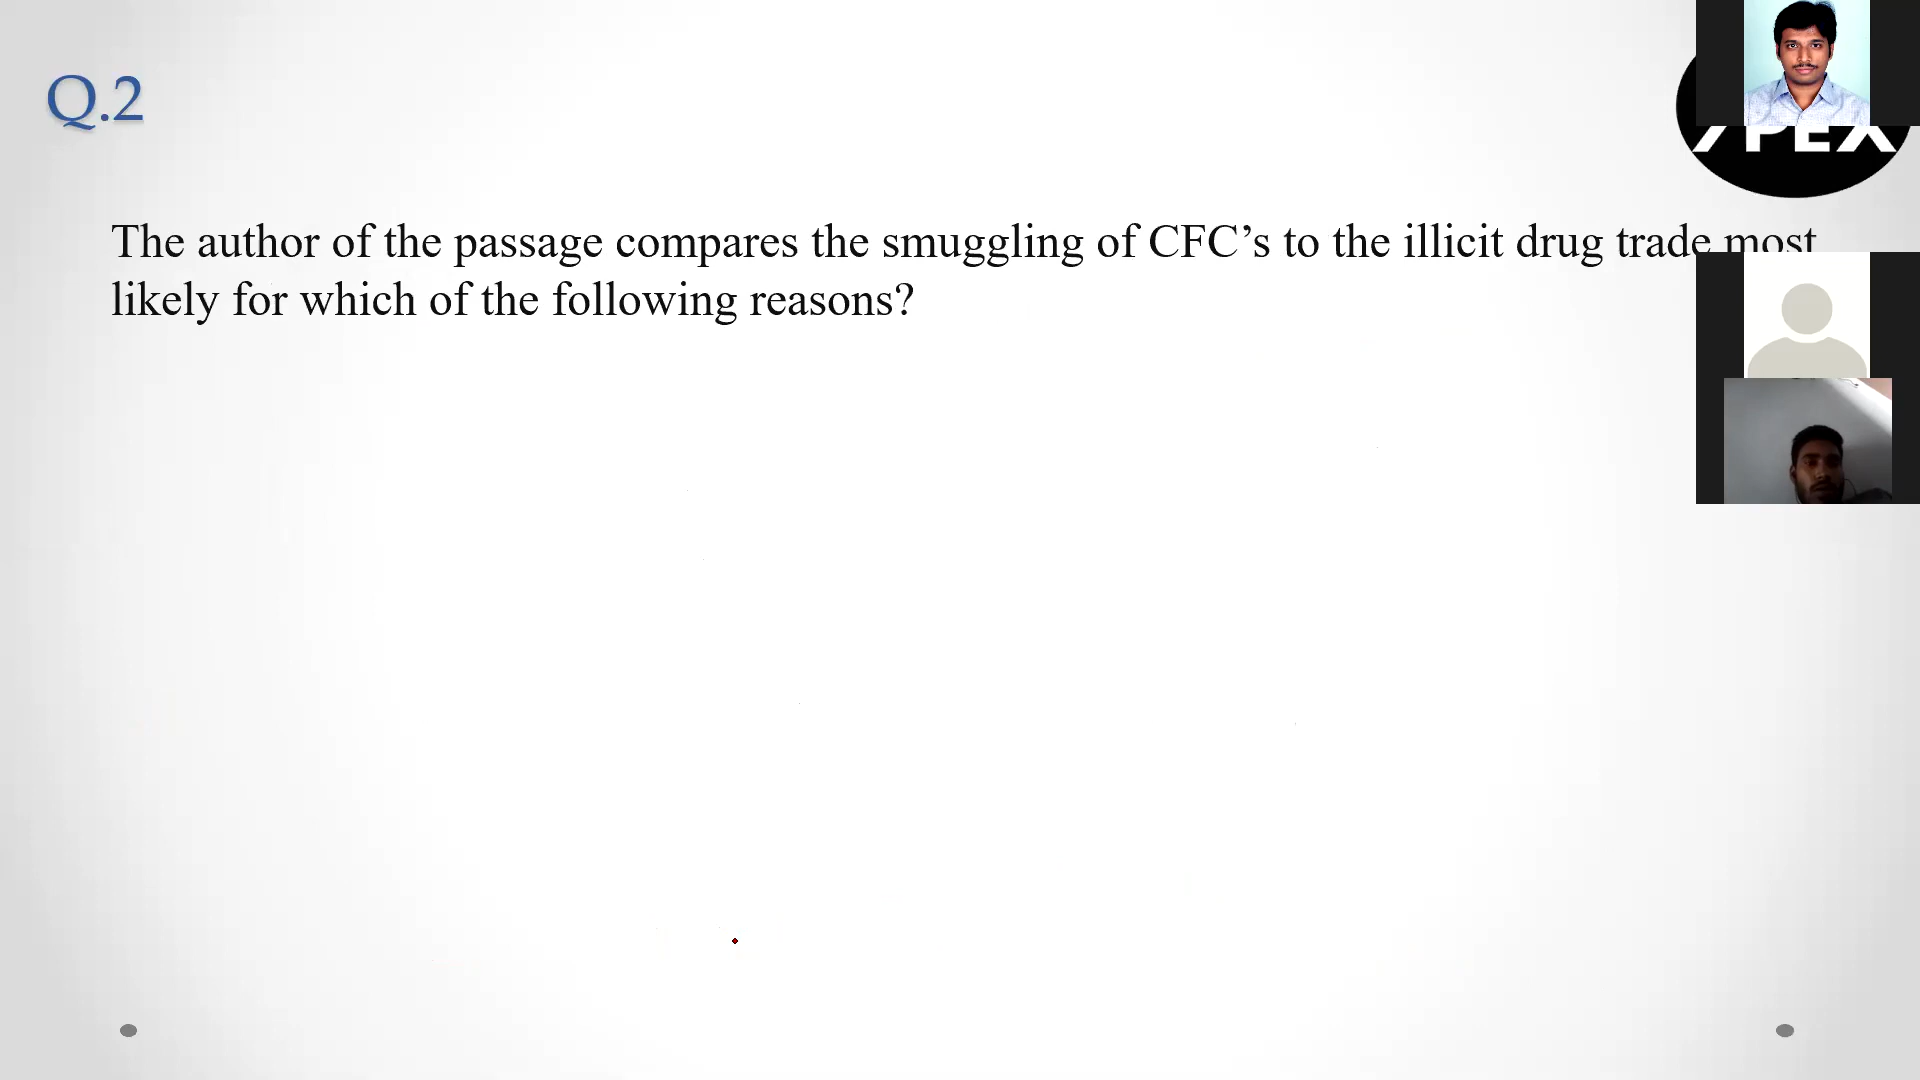 Q.2
APEX
The author of the passage compares the smuggling of CFC’s to the illicit drug trade most
likely for which of the following reasons?